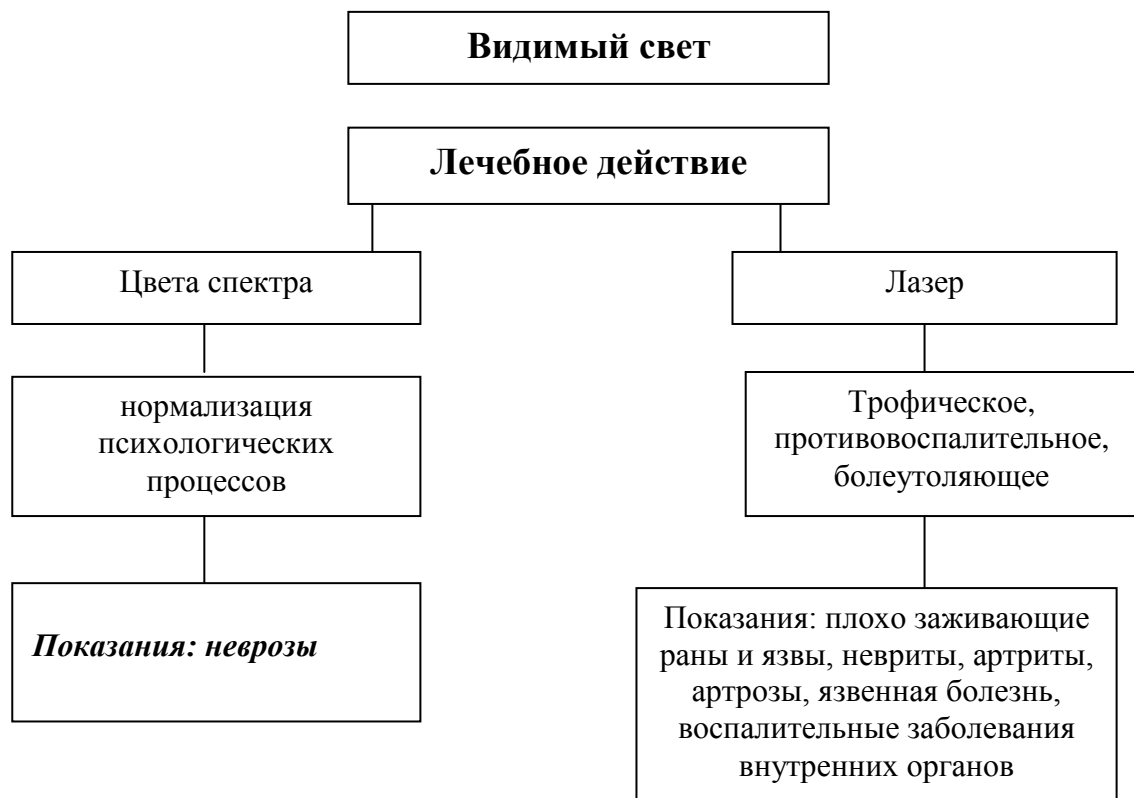 Видимый свет
Лечебное действие
Цвета спектра
Лазер
нормализация
психологических
процессов
Трофическое,
противовоспалительное,
болеутоляющее
Показания: неврозы
Показания: плохо заживающие
раны и язвы, невриты, артриты,
артрозы, язвенная болезнь,
воспалительные заболевания
внутренних органов